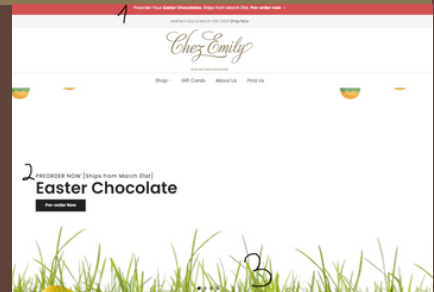 1
Preorder Your Easter Chocolates. Ships from March 01st. Pre-order now →
Mother's Day is March 10th 2024 Shop Now
Chez Emily
Shop
Gift Cards
About Us
Find Us
2
PREORDER NOW [Ships from March 01st]
Easter Chocolate
Pre-order Now
3